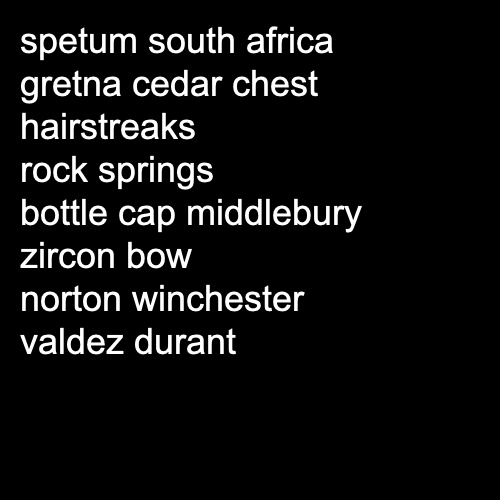 spetum south africa
gretna cedar chest
hairstreaks
rock springs
bottle cap middlebury
zircon bow
norton winchester
valdez durant